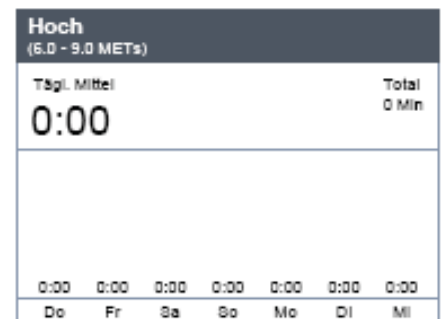 Hoch
(6.0 - 9.0 METs)
Tägl. Mittel Total
0:00 0 Min
0:00 0:00 0:00 0:00 0:00 0:00 0:00
Do Fr Sa So Mo Di Mi